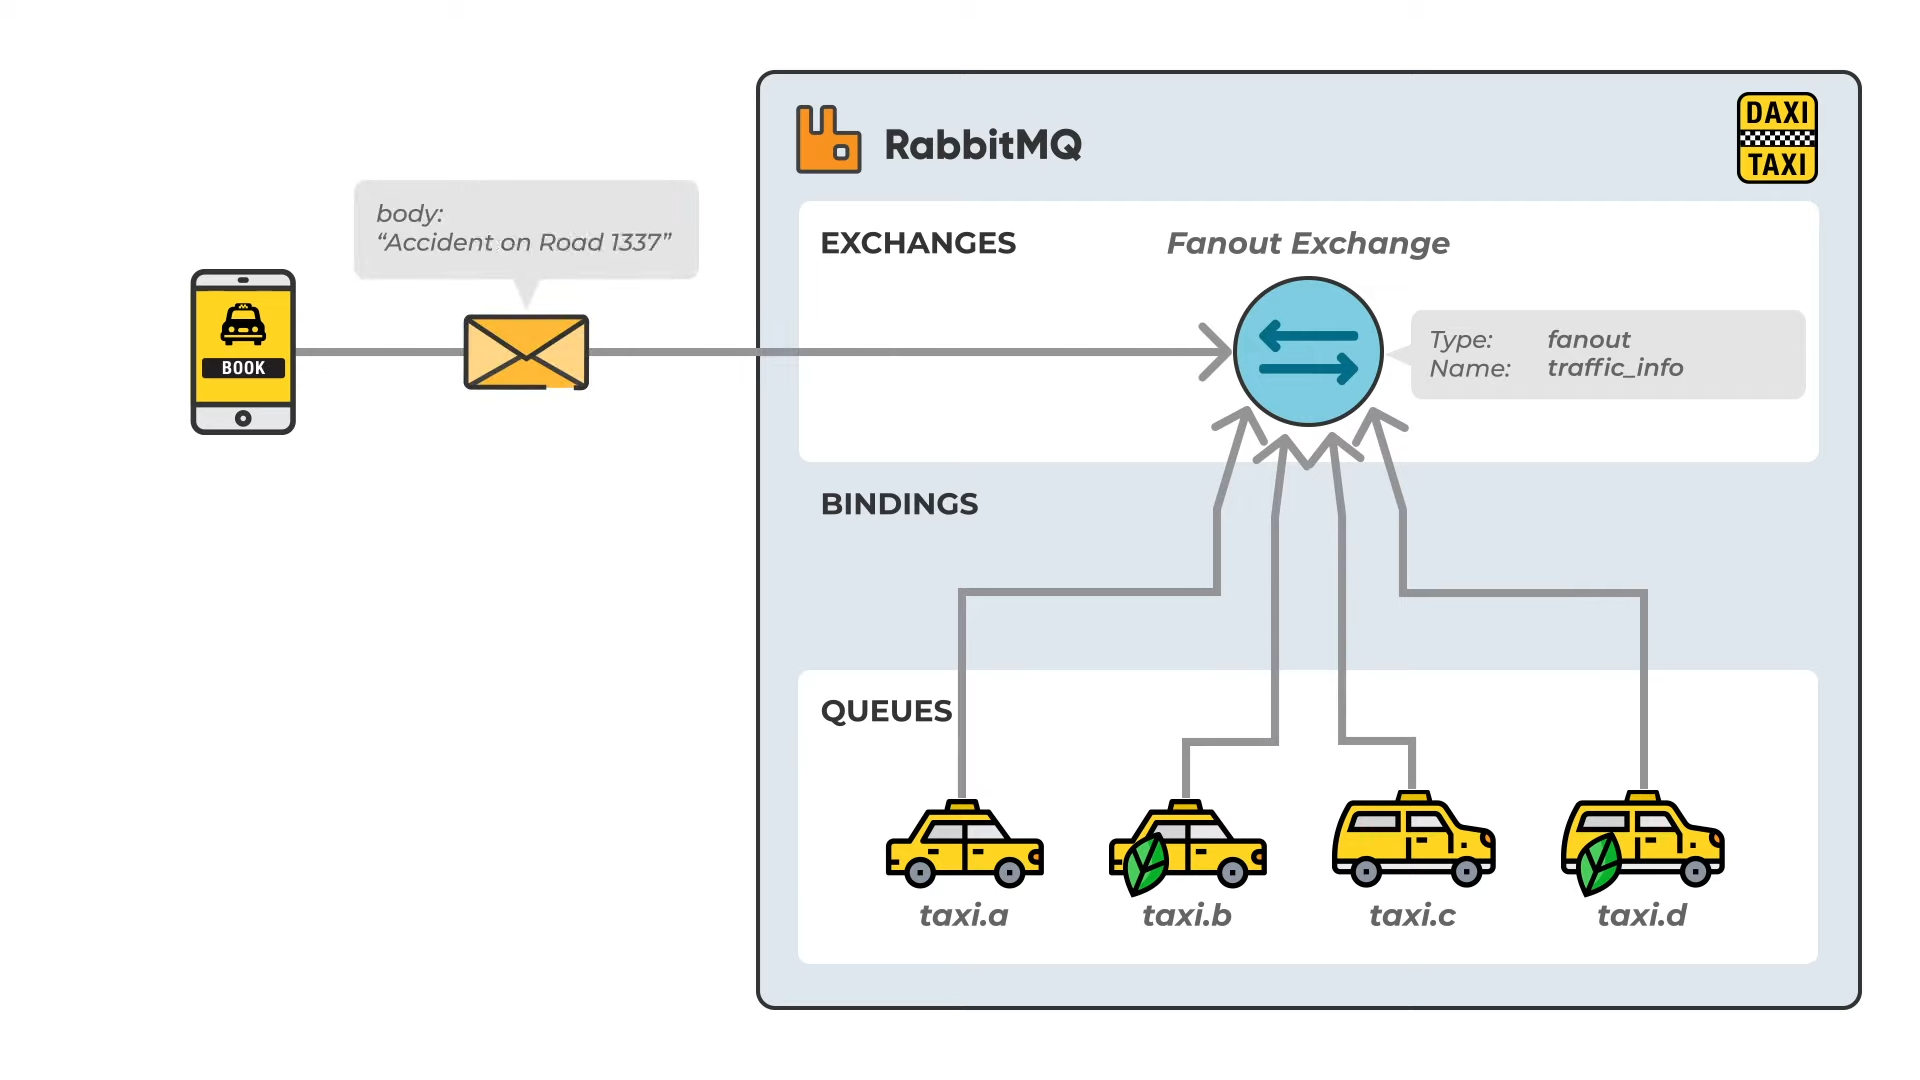 RabbitMQ
DAXI
TAXI
body:
“Accident on Road 1337”
BOOK
EXCHANGES
Fanout Exchange
Type: fanout
Name: traffic_info
BINDINGS
QUEUES
taxi.a
taxi.b
taxi.c
taxi.d